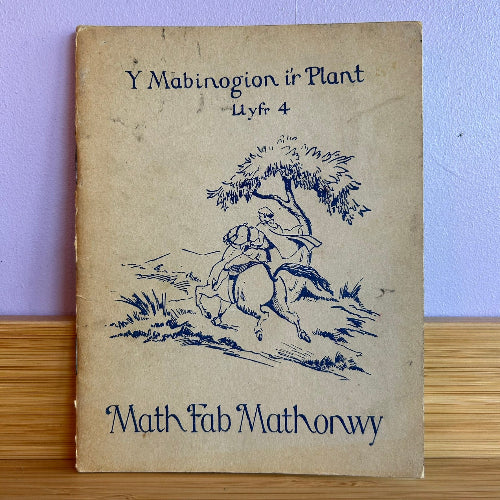 Y Mabinogion i'r Plant
Llyfr 4
Math Fab Mathonwy